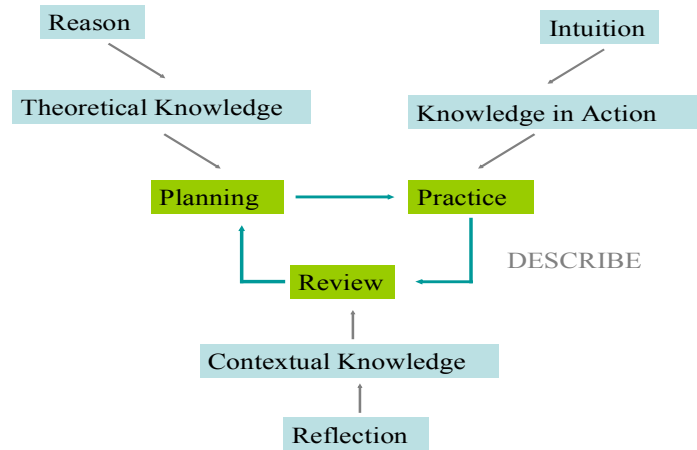 Reason
Intuition
Theoretical Knowledge
Knowledge in Action
Planning
Practice
DESCRIBE
Review
Contextual Knowledge
Reflection